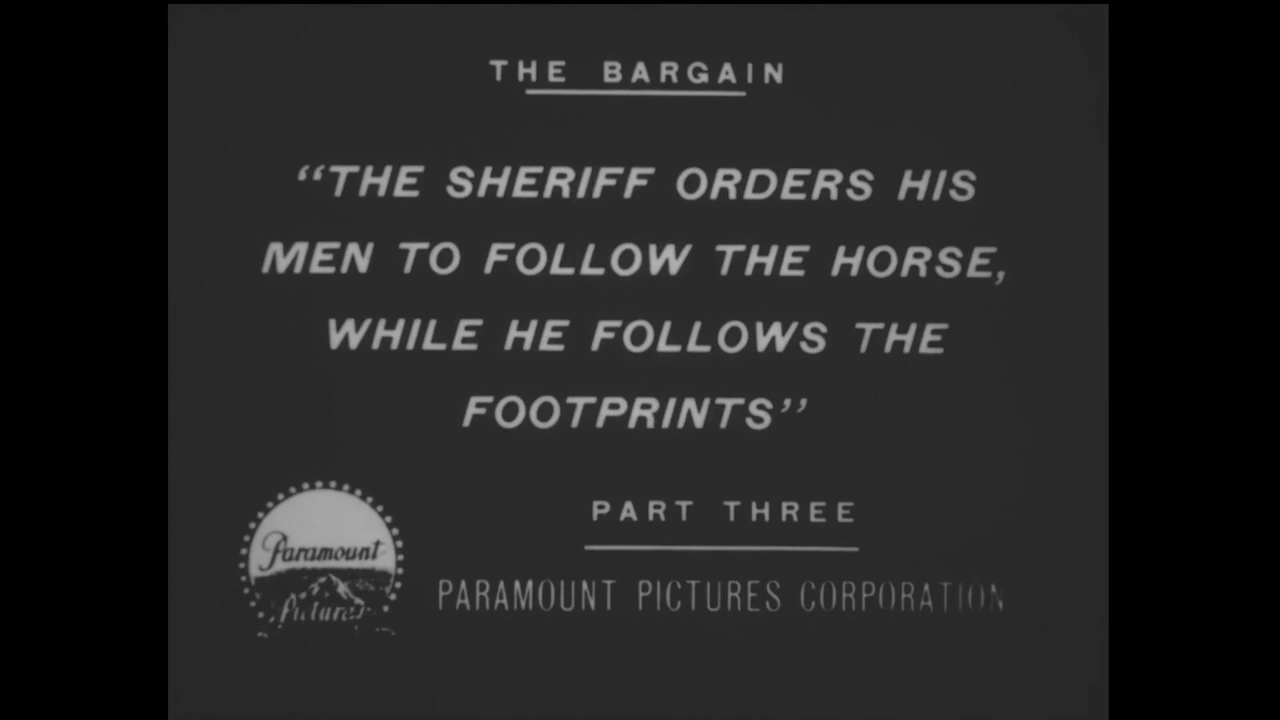 THE BARGAIN
“THE SHERIFF ORDERS HIS
MEN TO FOLLOW THE HORSE,
WHILE HE FOLLOWS THE
FOOTPRINTS”
PART THREE
Paramount
Pictures
PARAMOUNT PICTURES CORPORATION